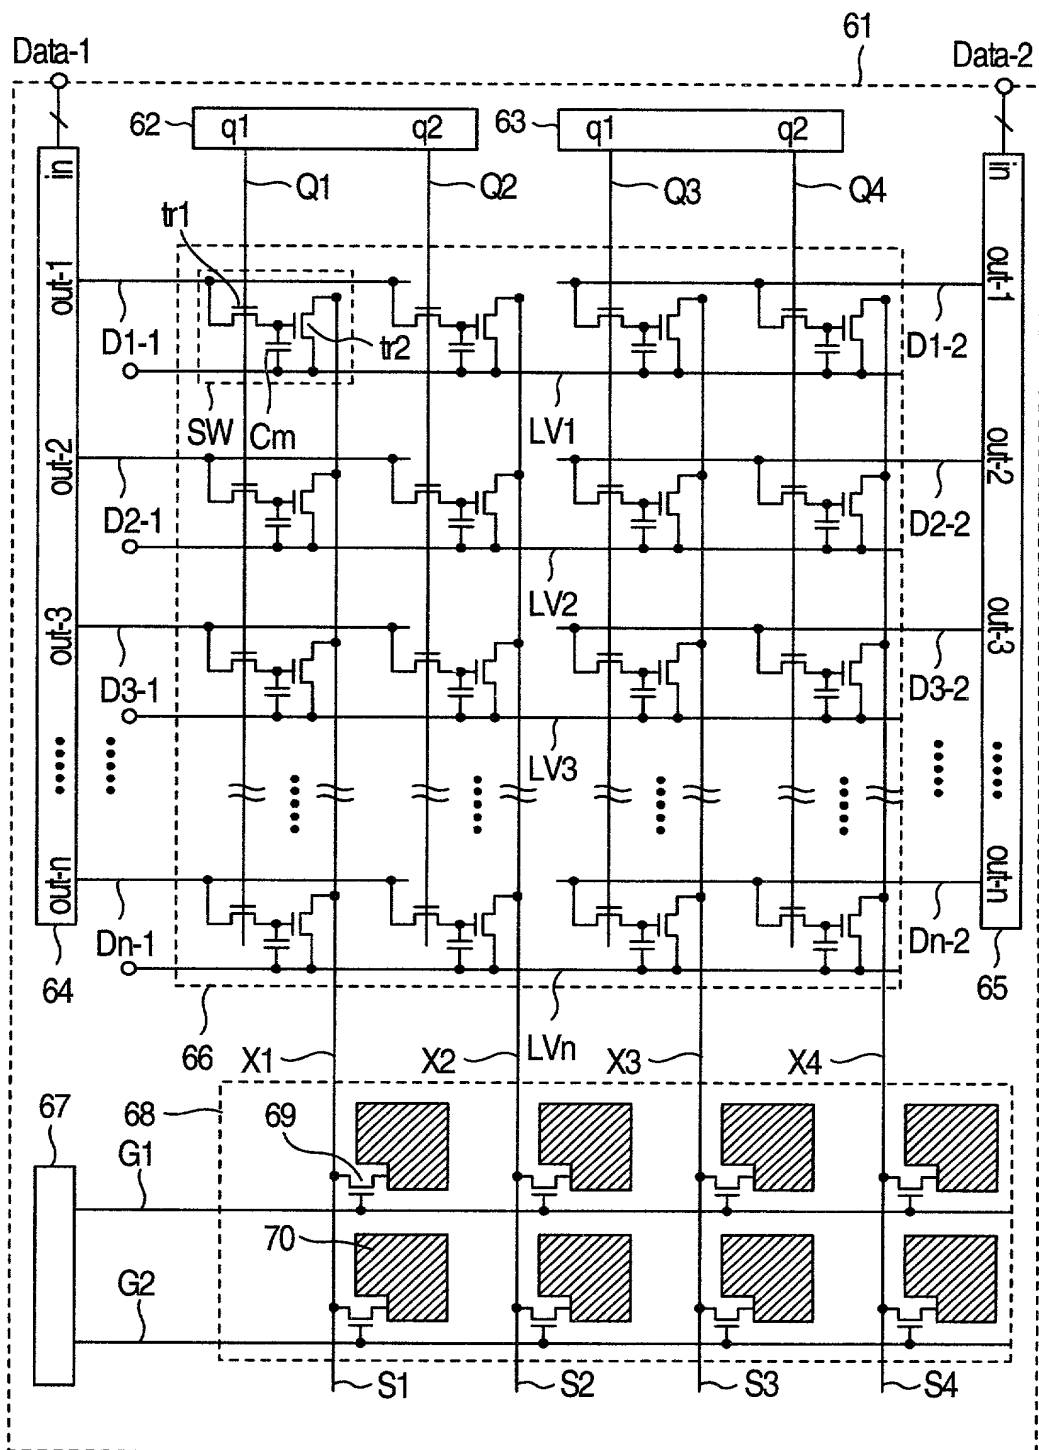 61
Data-1
Data-2
62
q1
q2
63
q1
q2
in
in
Q1
Q2
Q3
Q4
tr1
out-1
out-1
D1-1
tr2
D1-2
SW
Cm
LV1
out-2
out-2
D2-1
D2-2
LV2
out-3
out-3
D3-1
D3-2
LV3
out-n
out-n
Dn-1
Dn-2
64
65
66
X1
X2
LVn
X3
X4
67
68
69
G1
70
G2
S1
S2
S3
S4